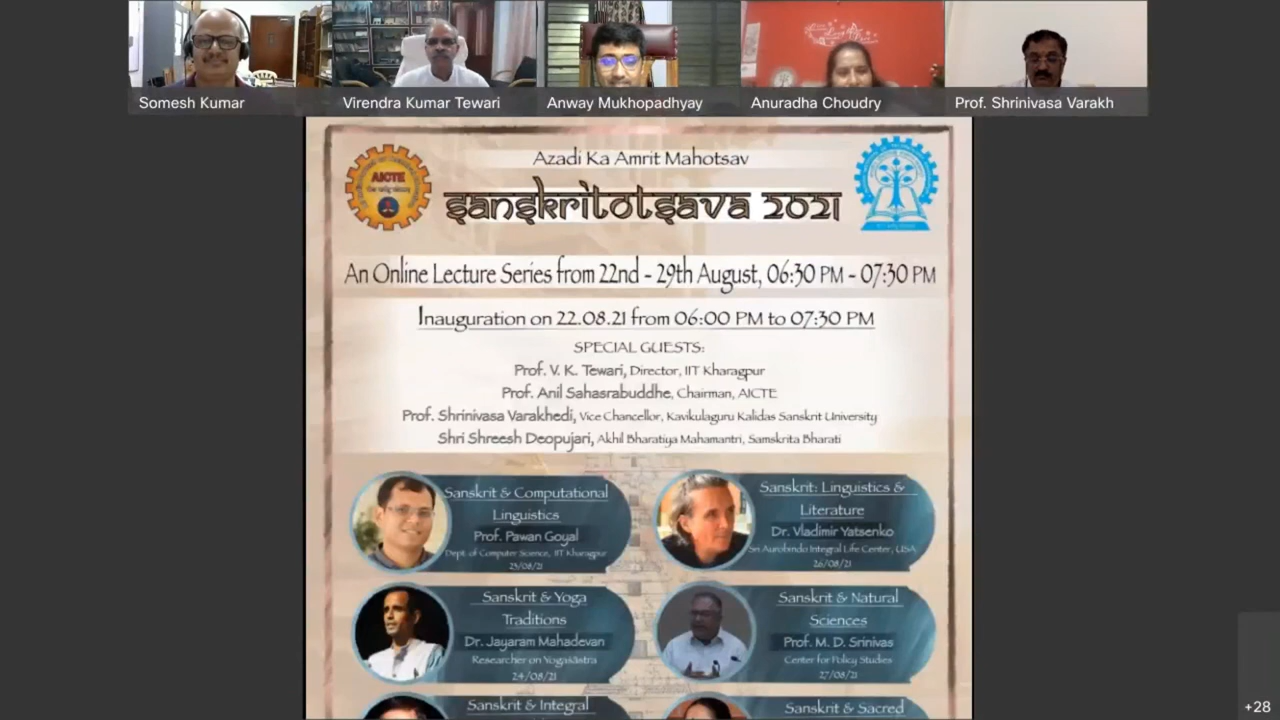 Somesh Kumar
Virendra Kumar Tewari
Anway Mukhopadhyay
Anuradha Choudry
Prof. Shrinivasa Varakh
Azadi Ka Amrit Mahotsav
AICTE
sanskritotsava 2021
An Online Lecture Series from 22nd - 29th August, 06:30 PM - 07:30 PM
Inauguration on 22.08.21 from 06:00 PM to 07:30 PM
SPECIAL GUESTS:
Prof. V. K. Tewari, Director, IIT Kharagpur
Prof. Anil Sahasrabuddhe, Chairman, AICTE
Prof. Shrinivasa Varakhedi, Vice Chancellor, Kavikulaguru Kalidas Sanskrit University
Shri Shreesh Deopujari, Akhil Bharatiya Mahamantri, Samskrita Bharati
Sanskrit & Computational
Linguistics
Prof. Pawan Goyal
Dept. of Computer Science, IIT Kharagpur
23/08/21
Sanskrit: Linguistics &
Literature
Dr. Vladimir Yatsenko
Sri Aurobindo Integral Life Center, USA
26/08/21
Sanskrit & Yoga
Traditions
Dr. Jayaram Mahadevan
Researcher on Yogaśāstra
24/08/21
Sanskrit & Natural
Sciences
Prof. M. D. Srinivas
Center for Policy Studies
27/08/21
Sanskrit & Integral
Sanskrit & Sacred
+28